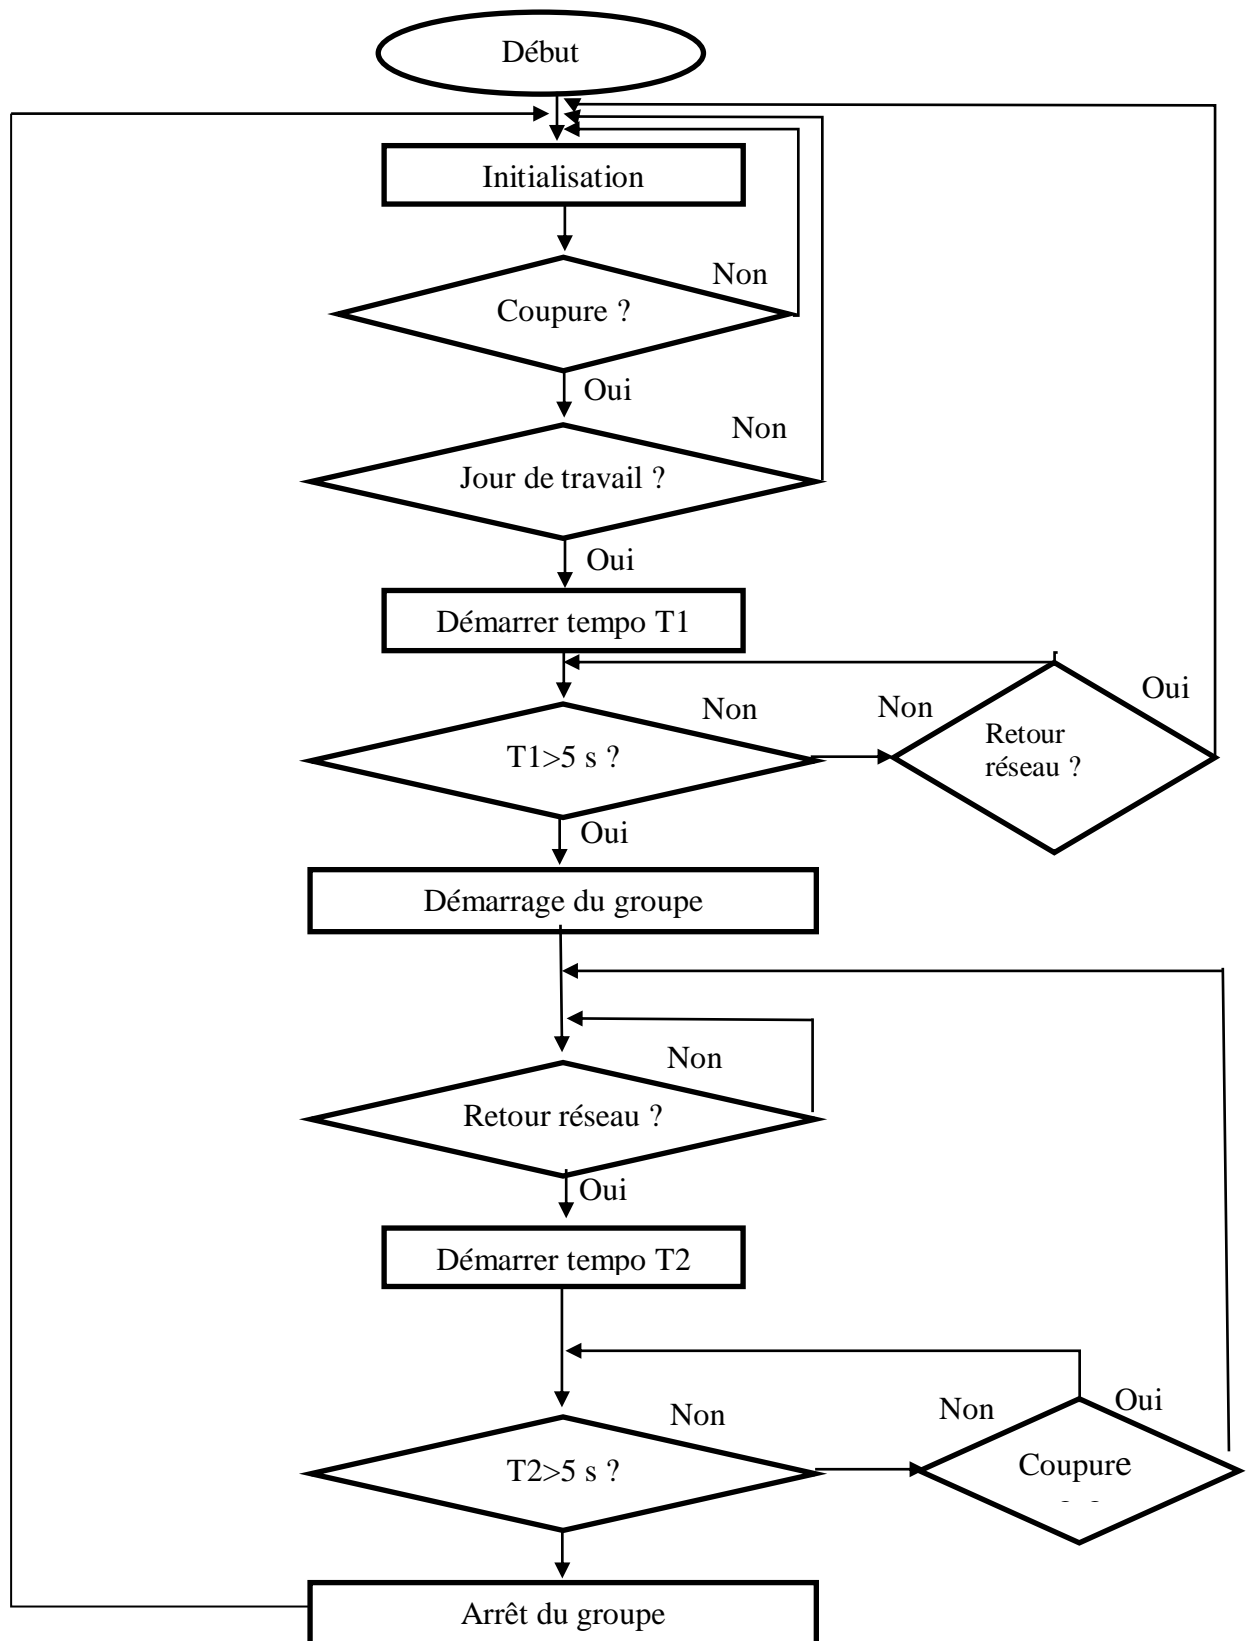 Début
Initialisation
Non
Coupure ?
Oui
Non
Jour de travail ?
Oui
Démarrer tempo T1
Non
Non
Oui
T1>5 s ?
Retour
réseau ?
Oui
Démarrage du groupe
Non
Retour réseau ?
Oui
Démarrer tempo T2
Non
Non
Oui
T2>5 s ?
Coupure
Arrêt du groupe